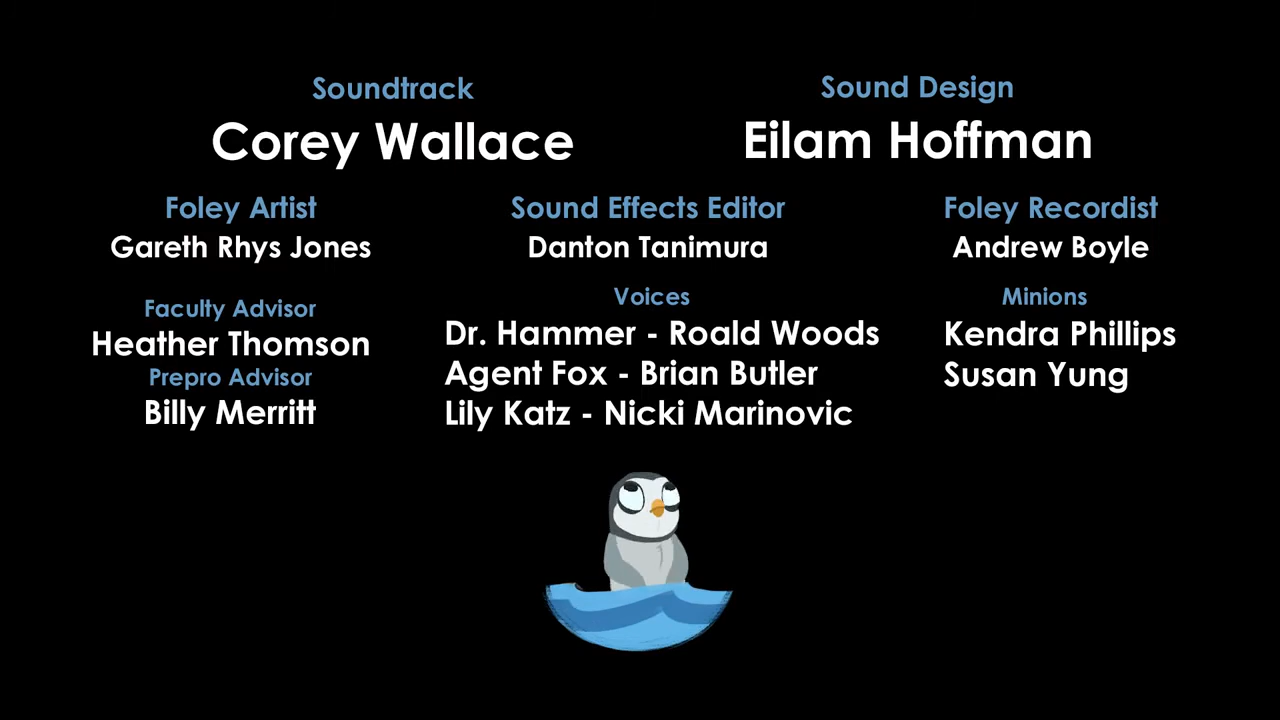 Soundtrack
Corey Wallace
Sound Design
Eilam Hoffman
Foley Artist
Gareth Rhys Jones
Sound Effects Editor
Danton Tanimura
Foley Recordist
Andrew Boyle
Faculty Advisor
Heather Thomson
Prepro Advisor
Billy Merritt
Voices
Dr. Hammer - Roald Woods
Agent Fox - Brian Butler
Lily Katz - Nicki Marinovic
Minions
Kendra Phillips
Susan Yung